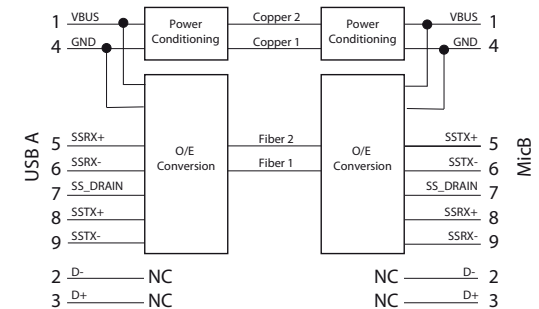 1 VBUS Power Conditioning Copper 2 Power Conditioning VBUS 1
4 GND Copper 1 GND 4
USB A
MicB
5 SSRX+ O/E Conversion Fiber 2 O/E Conversion SSTX+ 5
6 SSRX- Fiber 1 SSTX- 6
7 SS_DRAIN SS_DRAIN 7
8 SSTX+ SSRX+ 8
9 SSTX- SSRX- 9
2 D- NC NC D- 2
3 D+ NC NC D+ 3